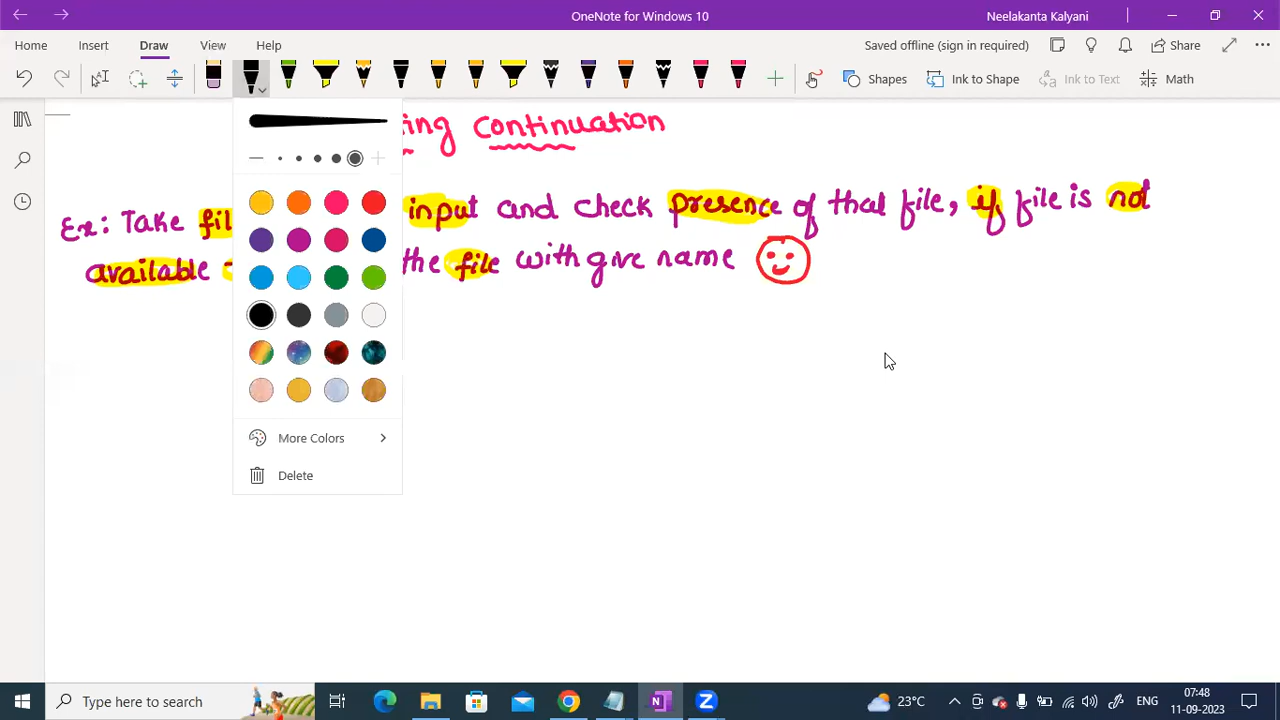 OneNote for Windows 10
Neelakanta Kalyani
Home Insert Draw View Help
Saved offline (sign in required) Share
Shapes Ink to Shape Ink to Text Math
continuation
Ex: Take input and check presence of that file, if file is not
available the file with give name
More Colors
Delete
Type here to search
23°C
ENG
07:48
11-09-2023